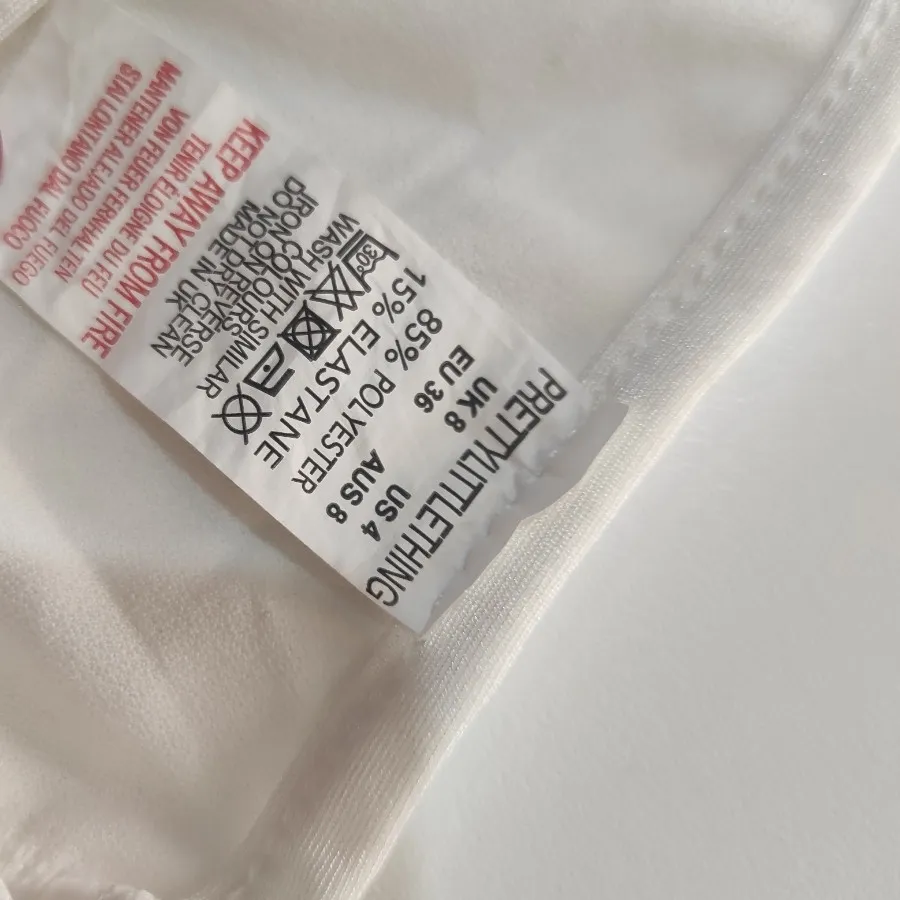 PRETTYLITTLETHING
UK 8 US 4
EU 36 AUS 8
85% POLYESTER
15% ELASTANE
30°
WASH WITH SIMILAR
COLOURS
IRON ON REVERSE
DO NOT DRY CLEAN
MADE IN UK
KEEP AWAY FROM FIRE
TENIR ELOIGNE DU FEU
VON FEUER FERNHALTEN
MANTENER ALEJADO DEL FUEGO
STAI LONTANO DAL FUOCO